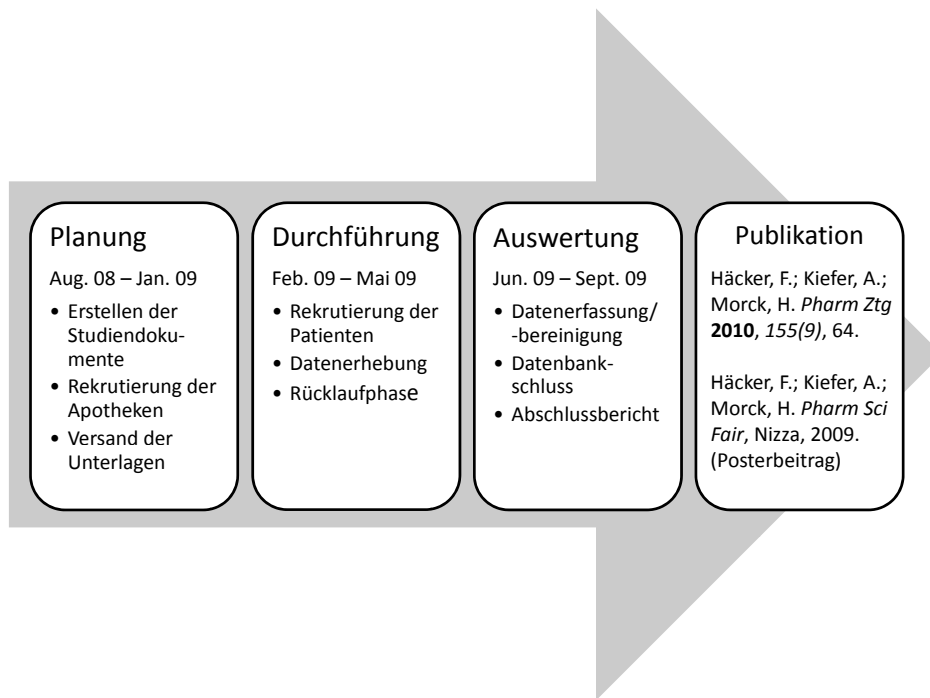 Planung
Aug. 08 – Jan. 09
• Erstellen der
Studiendoku-
mente
• Rekrutierung der
Apotheken
• Versand der
Unterlagen
Durchführung
Feb. 09 – Mai 09
• Rekrutierung der
Patienten
• Datenerhebung
• Rücklaufphase
Auswertung
Jun. 09 – Sept. 09
• Datenerfassung/
-bereinigung
• Datenbank-
schluss
• Abschlussbericht
Publikation
Häcker, F.; Kiefer, A.;
Morck, H. Pharm Ztg
2010, 155(9), 64.
Häcker, F.; Kiefer, A.;
Morck, H. Pharm Sci
Fair, Nizza, 2009.
(Posterbeitrag)